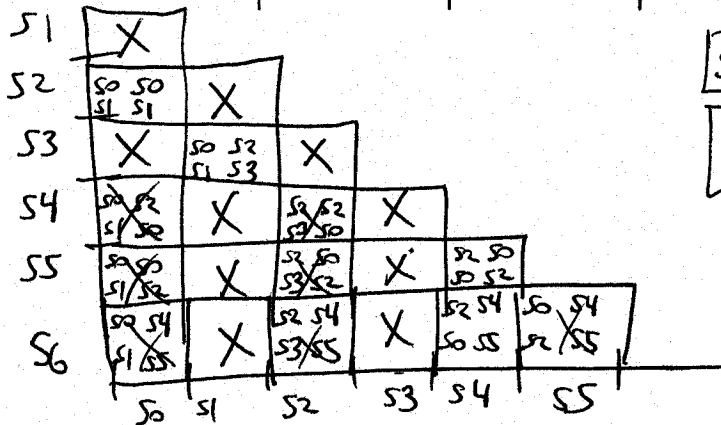 S1 X
S2 S0 S0 X
S1 S1
S3 X S0 S2 X
S1 S3
S4 S0 S2 X S2 S2 X
S1 S0 S3 S0
S5 S0 S0 X S2 S0 X S2 S0
S1 S2 S3 S2 S0 S2
S6 S0 S4 X S2 S4 X S2 S4 S0 S4
S1 S5 S3 S5 S0 S5 S2 S5
S0 S1 S2 S3 S4 S5